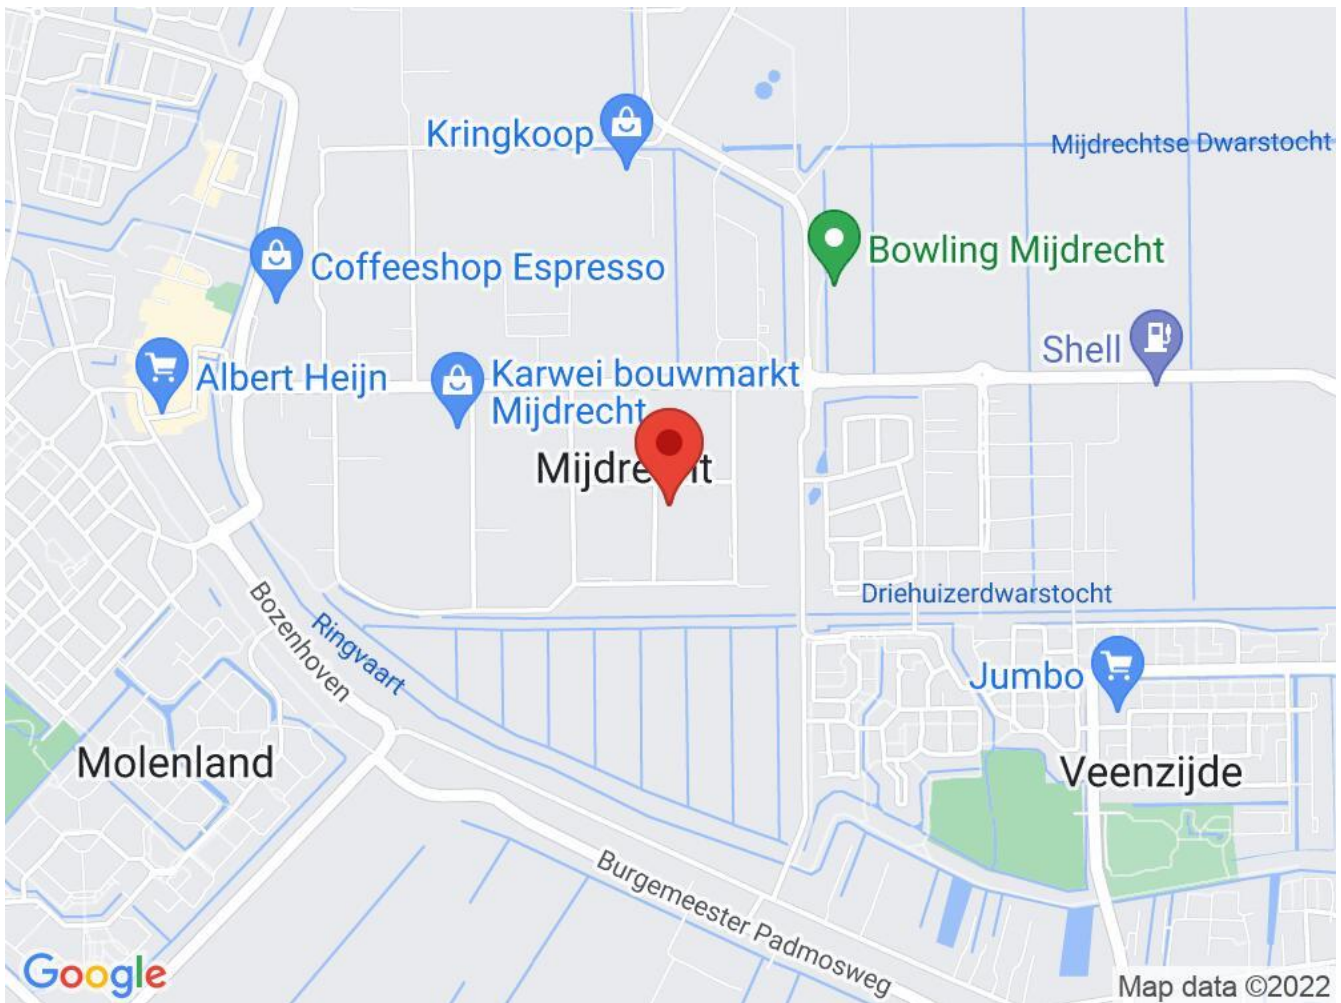 Kringkoop
Mijdrechtse Dwarstocht
Bowling Mijdrecht
Coffeeshop Espresso
Shell
Albert Heijn
Karwei bouwmarkt
Mijdrecht
Mijdrecht
Driehuizerdwarstocht
Bozenhoven
Ringvaart
Jumbo
Molenland
Veenzijde
Burgemeester Padmosweg
Google
Map data ©2022